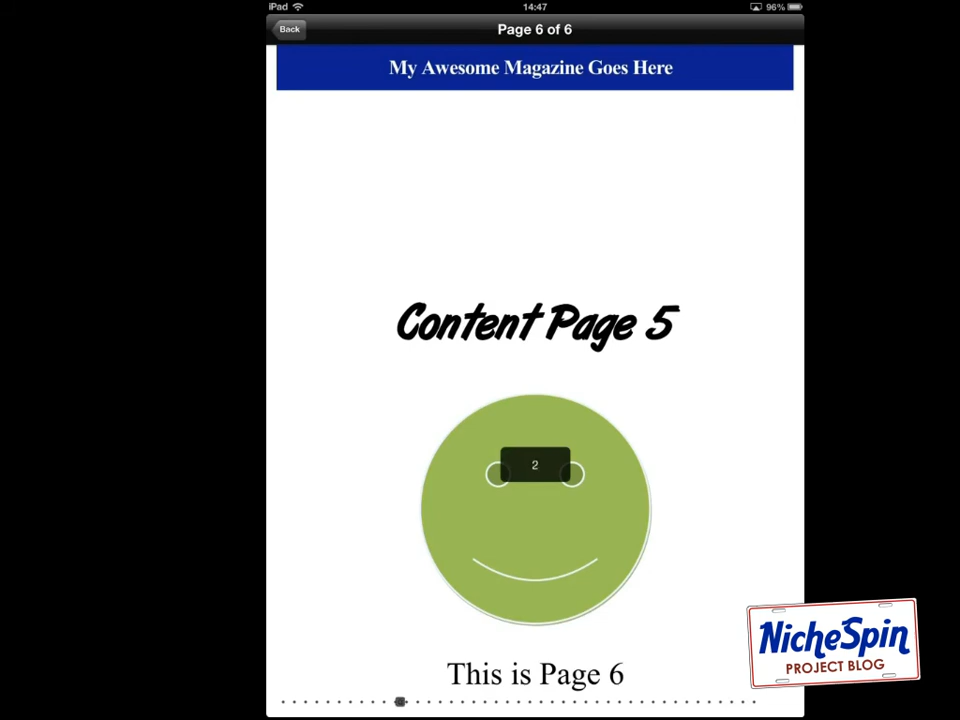 iPad 14:47 96%
Back Page 6 of 6
My Awesome Magazine Goes Here
Content Page 5
2
This is Page 6
NicheSpin
PROJECT BLOG